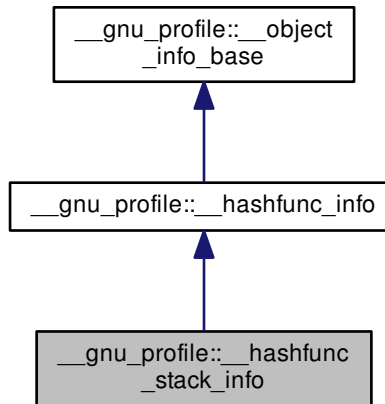 __gnu_profile::__object
_info_base
__gnu_profile::__hashfunc_info
__gnu_profile::__hashfunc
_stack_info